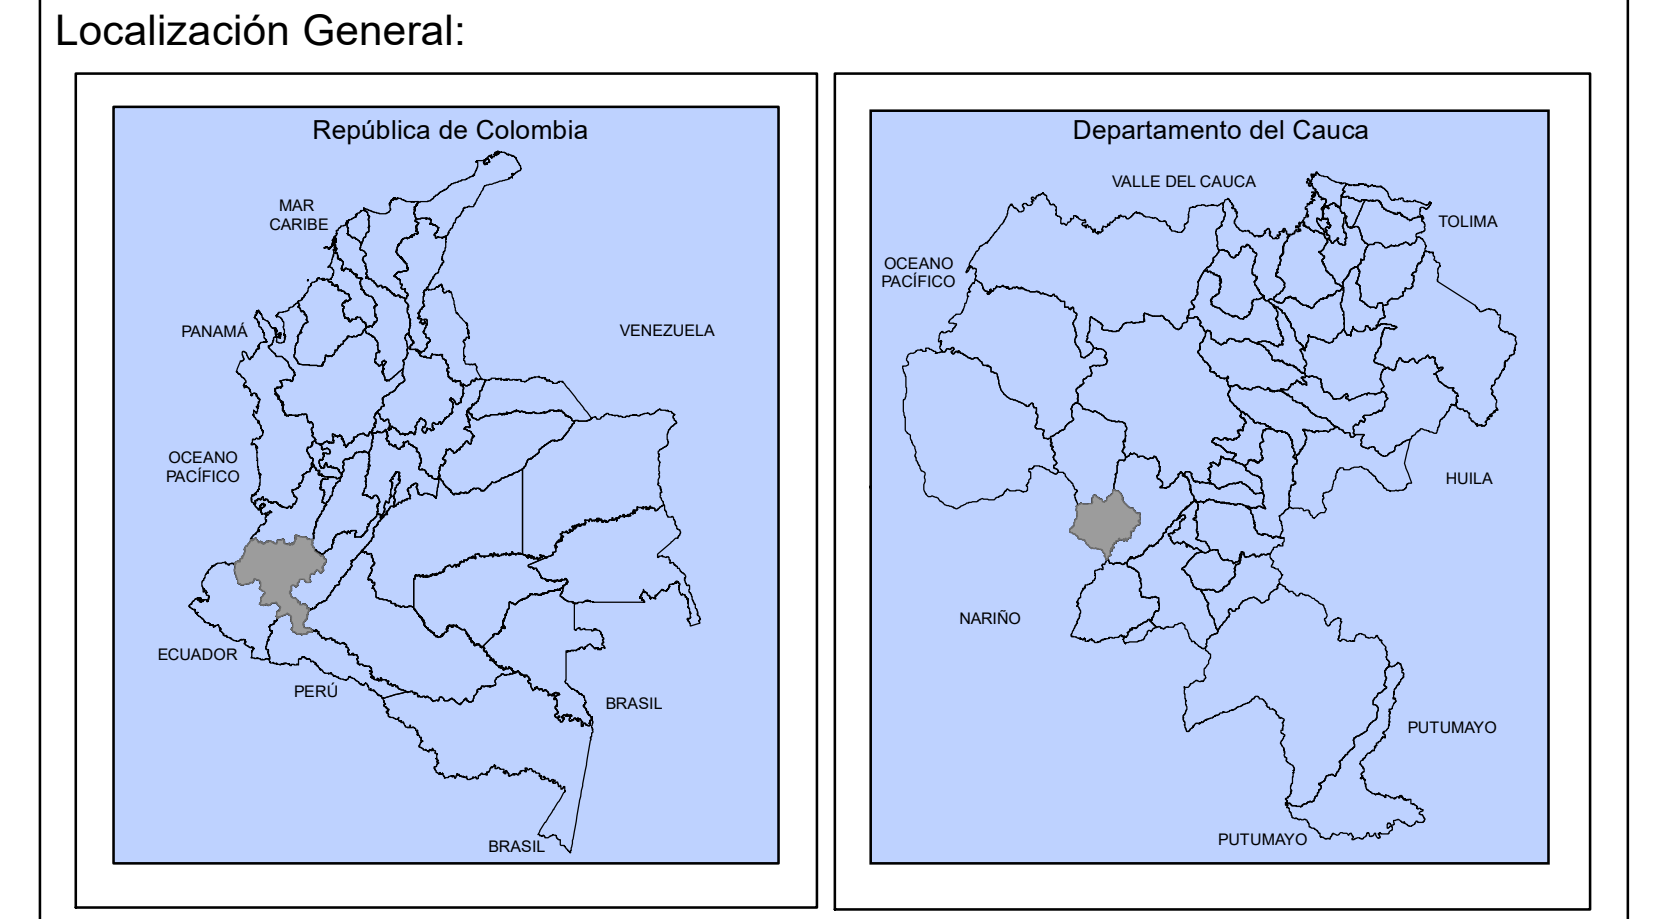 Localización General:
República de Colombia
MAR
CARIBE
PANAMÁ
VENEZUELA
OCEANO
PACÍFICO
ECUADOR
PERÚ
BRASIL
BRASIL
Departamento del Cauca
VALLE DEL CAUCA
TOLIMA
OCEANO
PACÍFICO
HUILA
NARIÑO
PUTUMAYO
PUTUMAYO